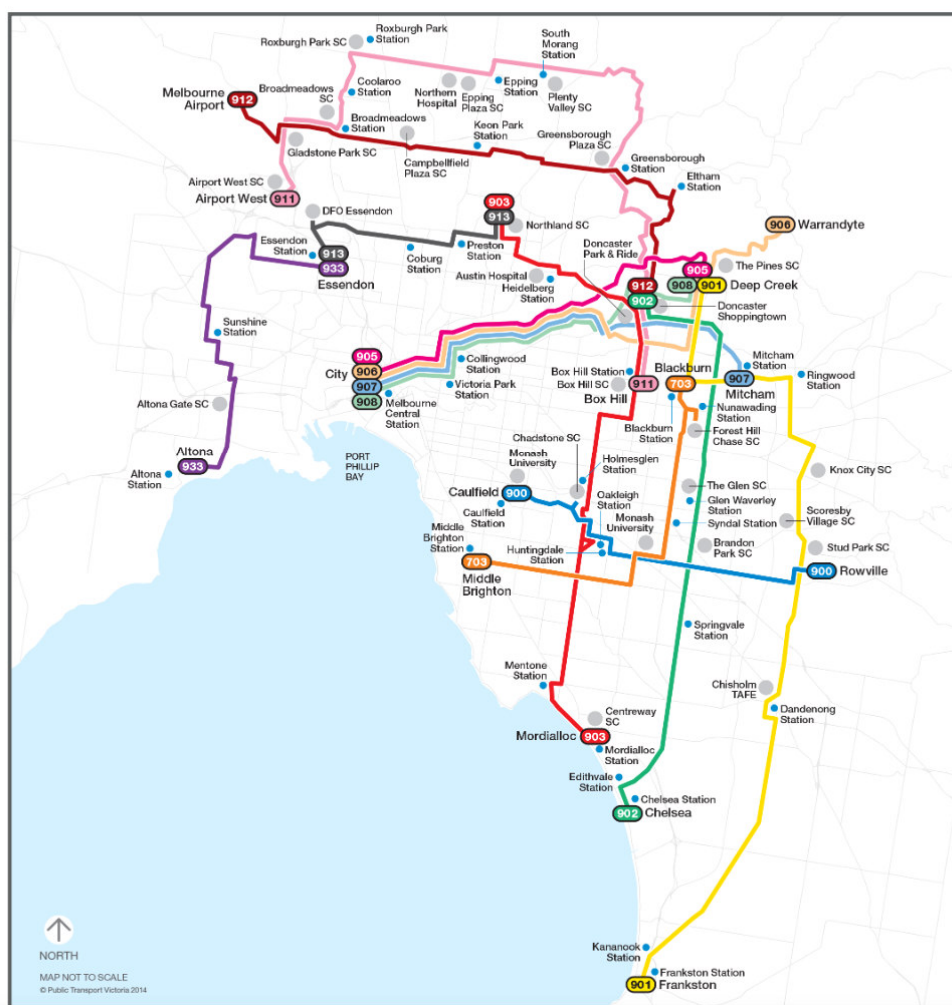 Roxburgh Park
Station
Roxburgh Park SC
South
Morang
Station
Coolaroo
Station
Northern
Hospital
Epping
Plaza SC
Epping
Station
Plenty
Valley SC
Broadmeadows
SC
Melbourne
Airport
912
Broadmeadows
Station
Keon Park
Station
Greensborough
Plaza SC
Gladstone Park SC
Campbellfield
Plaza SC
Greensborough
Station
Eltham
Station
Airport West SC
Airport West
911
DFO Essendon
903
913
Northland SC
906
Warrandyte
Essendon
Station
913
933
Essendon
Coburg
Station
Preston
Station
Doncaster
Park & Ride
Austin Hospital
Heidelberg
Station
905
The Pines SC
912
902
908
901
Deep Creek
Doncaster
Shoppingtown
Sunshine
Station
905
906
907
908
City
Collingwood
Station
Victoria Park
Station
Melbourne
Central
Station
Box Hill Station
Box Hill SC
911
Box Hill
Blackburn
703
Mitcham
Station
907
Mitcham
Ringwood
Station
Altona Gate SC
Blackburn
Station
Nunawading
Station
Forest Hill
Chase SC
Altona
933
Altona
Station
PORT
PHILLIP
BAY
Chadstone SC
Monash
University
Holmesglen
Station
Knox City SC
Caulfield
900
Caulfield
Station
Oakleigh
Station
Monash
University
The Glen SC
Glen Waverley
Station
Syndal Station
Scoresby
Village SC
Middle
Brighton
Station
Huntingdale
Station
Brandon
Park SC
Stud Park SC
703
Middle
Brighton
900
Rowville
Springvale
Station
Mentone
Station
Chisholm
TAFE
Dandenong
Station
Centreway
SC
Mordialloc
903
Mordialloc
Station
Edithvale
Station
Chelsea Station
902
Chelsea
NORTH
Kananook
Station
MAP NOT TO SCALE
© Public Transport Victoria 2014
Frankston Station
901
Frankston